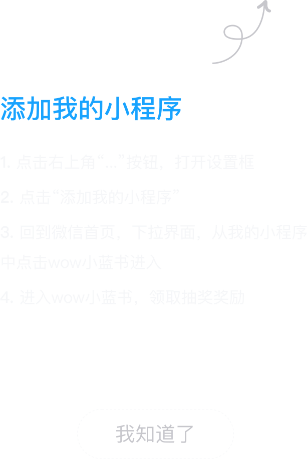 添加我的小程序
1. 点击右上角“...”按钮，打开设置框
2. 点击“添加我的小程序”
3. 回到微信首页，下拉界面，从我的小程序
中点击wow小蓝书进入
4. 进入wow小蓝书，领取抽奖奖励
我知道了